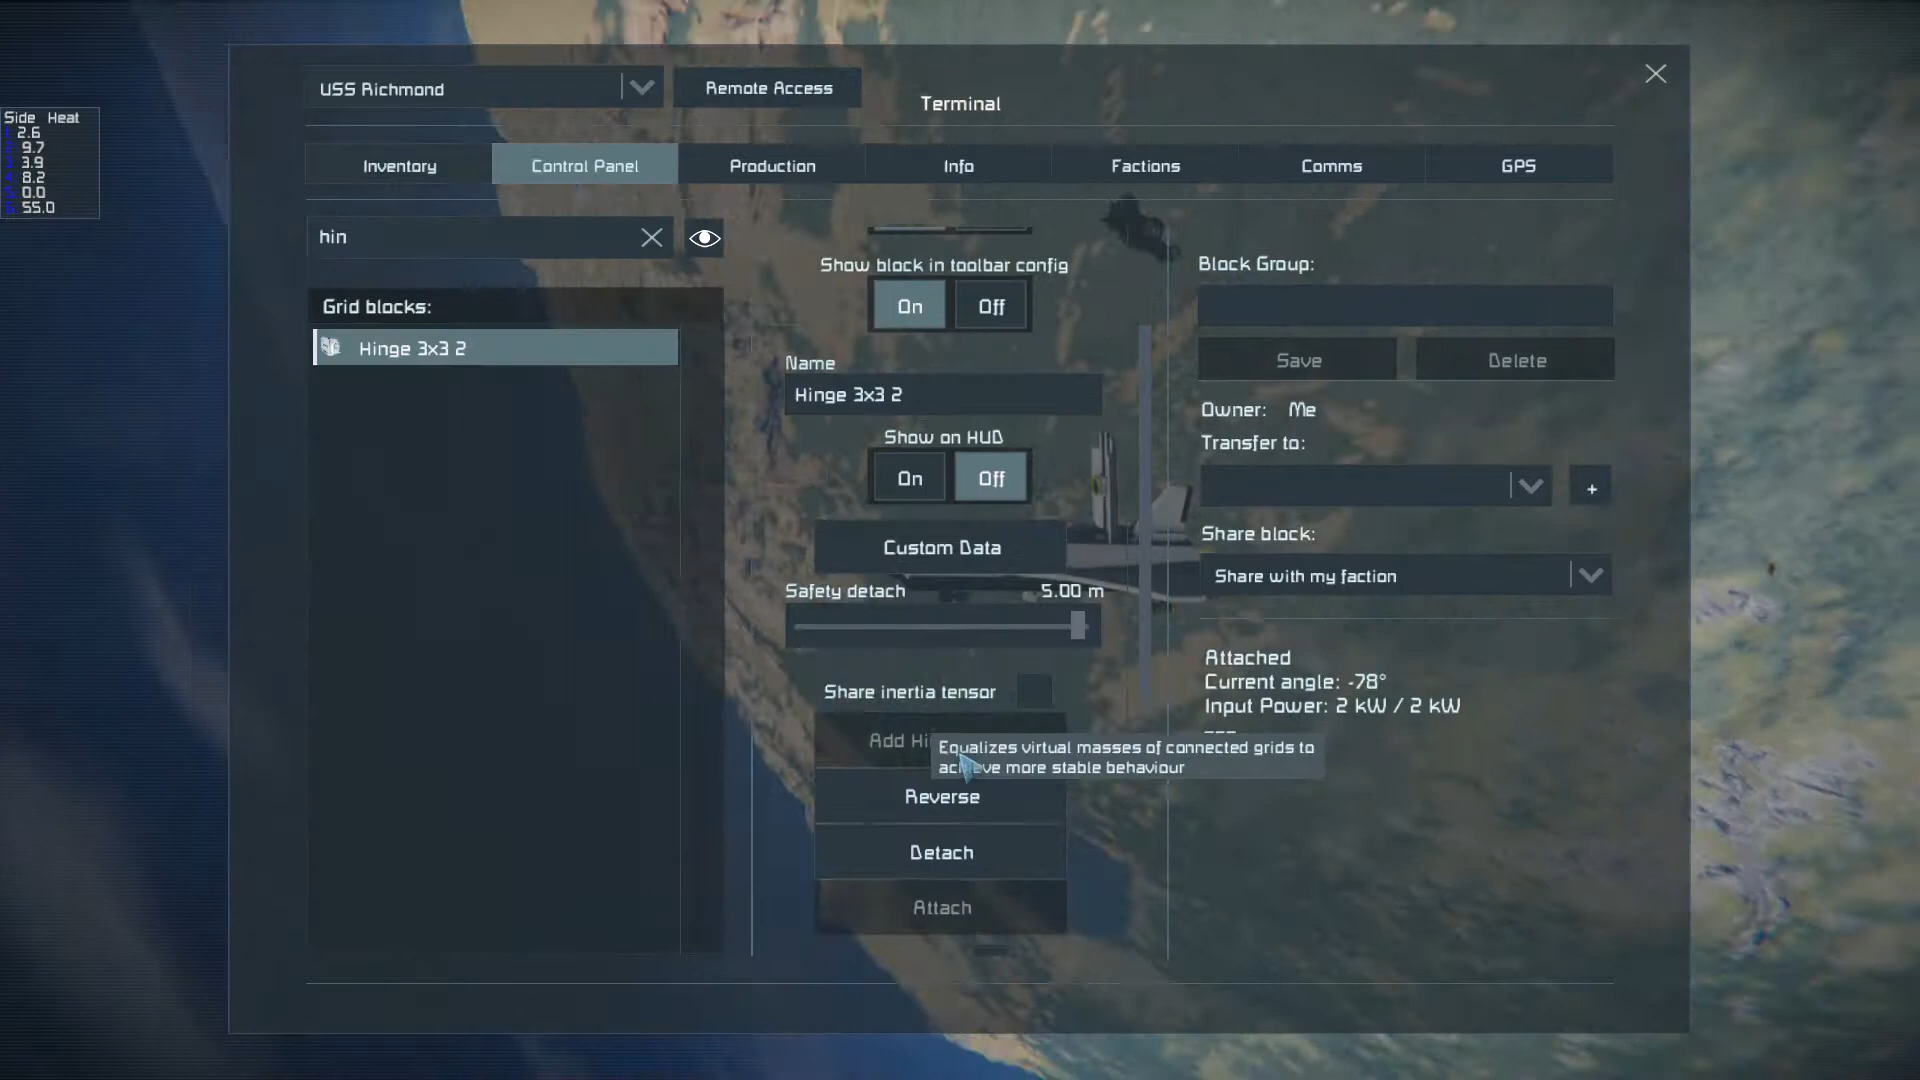 USS Richmond
Remote Access
Terminal
Side Heat
1 2.6
9.7
3.9
8.2
0.0
55.0
Inventory
Control Panel
Production
Info
Factions
Comms
GPS
hin
Grid blocks:
Hinge 3x3 2
Show block in toolbar config
On
Off
Name
Hinge 3x3 2
Show on HUD
On
Off
Custom Data
Safety detach
5.00 m
Share inertia tensor
Add Hi
Equalizes virtual masses of connected grids to
achieve more stable behaviour
Reverse
Detach
Attach
Block Group:
Save
Delete
Owner: Me
Transfer to:
+
Share block:
Share with my faction
Attached
Current angle: -78°
Input Power: 2 kW / 2 kW